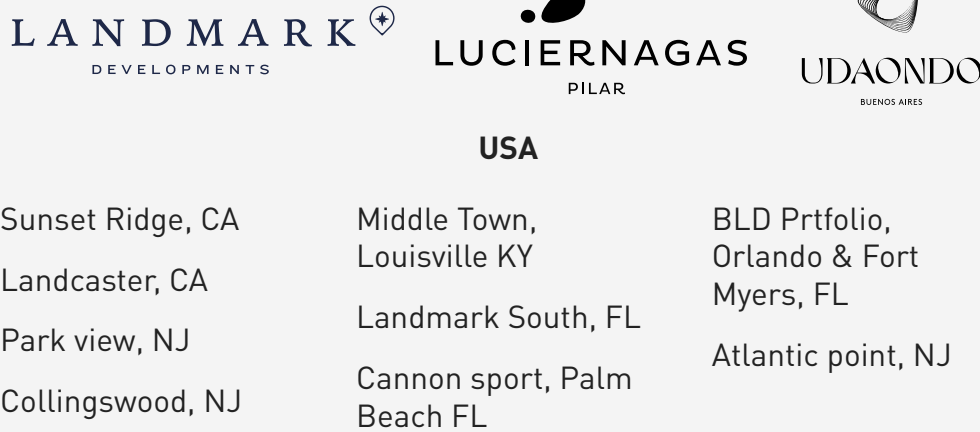 LANDMARK
DEVELOPMENTS
LUCIERNAGAS
PILAR
UDAONDO
BUENOS AIRES
USA
Sunset Ridge, CA
Landcaster, CA
Park view, NJ
Collingswood, NJ
Middle Town,
Louisville KY
Landmark South, FL
Cannon sport, Palm
Beach FL
BLD Prtfolio,
Orlando & Fort
Myers, FL
Atlantic point, NJ